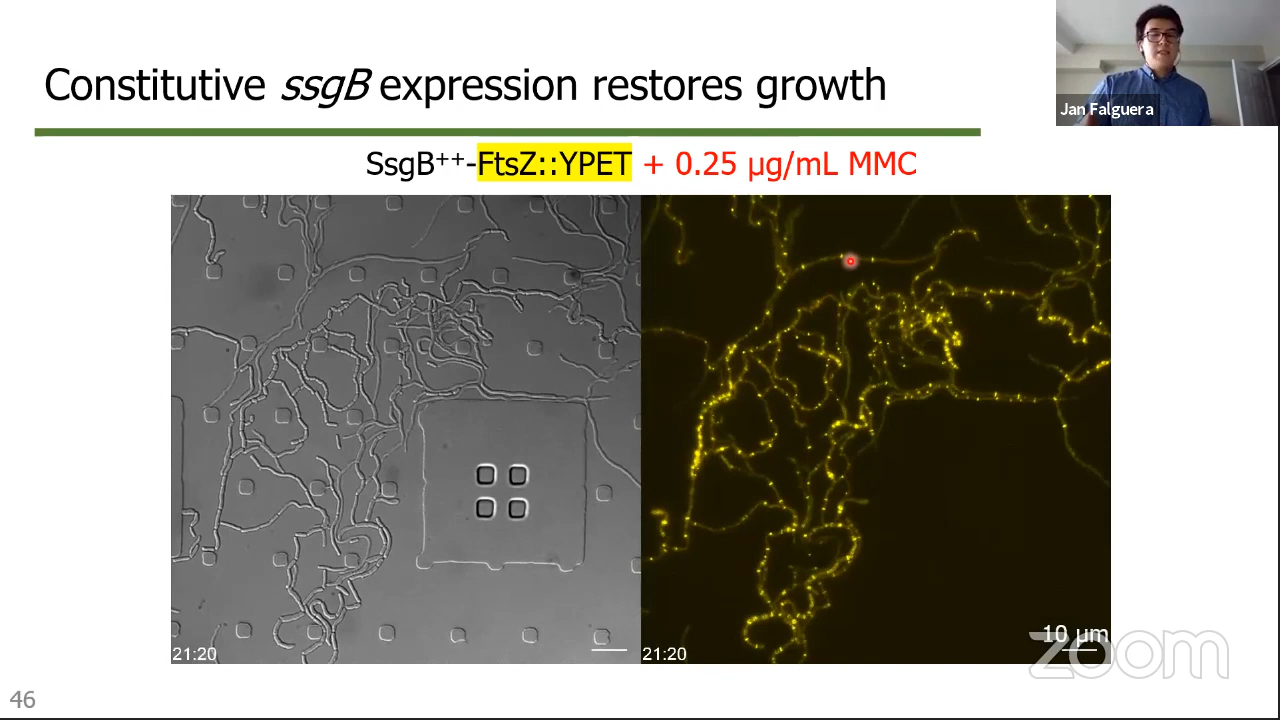 Constitutive ssgB expression restores growth
Jan Falguera
SsgB++-FtsZ::YPET + 0.25 µg/mL MMC
21:20
21:20
10 µm
zoom
46